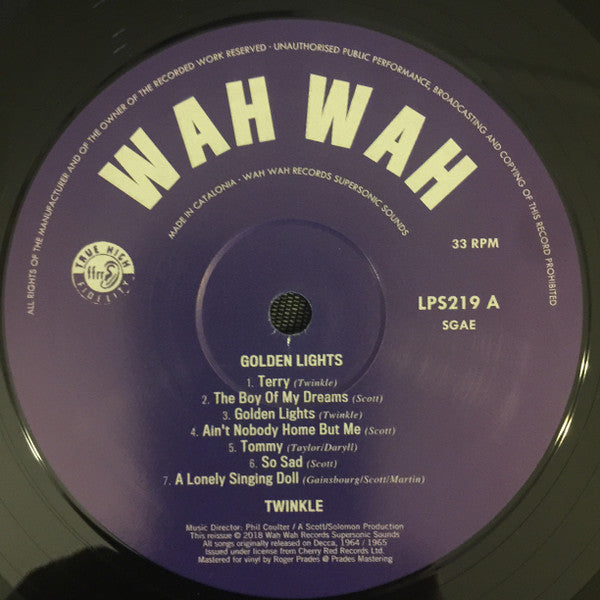 ALL RIGHTS OF THE MANUFACTURER AND OF THE OWNER OF THE RECORDED WORK RESERVED · UNAUTHORISED PUBLIC PERFORMANCE, BROADCASTING AND COPYING OF THIS RECORD PROHIBITED
WAH WAH
MADE IN CATALONIA - WAH WAH RECORDS SUPERSONIC SOUNDS
33 RPM
TRUE HIGH
ffrr
FIDELITY
LPS219 A
SGAE
GOLDEN LIGHTS
1. Terry (Twinkle)
2. The Boy Of My Dreams (Scott)
3. Golden Lights (Twinkle)
4. Ain't Nobody Home But Me (Scott)
5. Tommy (Taylor/Daryll)
6. So Sad (Scott)
7. A Lonely Singing Doll (Gainsbourg/Scott/Martin)
TWINKLE
Music Director: Phil Coulter / A Scott/Solomon Production
This reissue © 2018 Wah Wah Records Supersonic Sounds
All songs originally released on Decca, 1964 / 1965
Issued under license from Cherry Red Records Ltd.
Mastered for vinyl by Roger Prades @ Prades Mastering